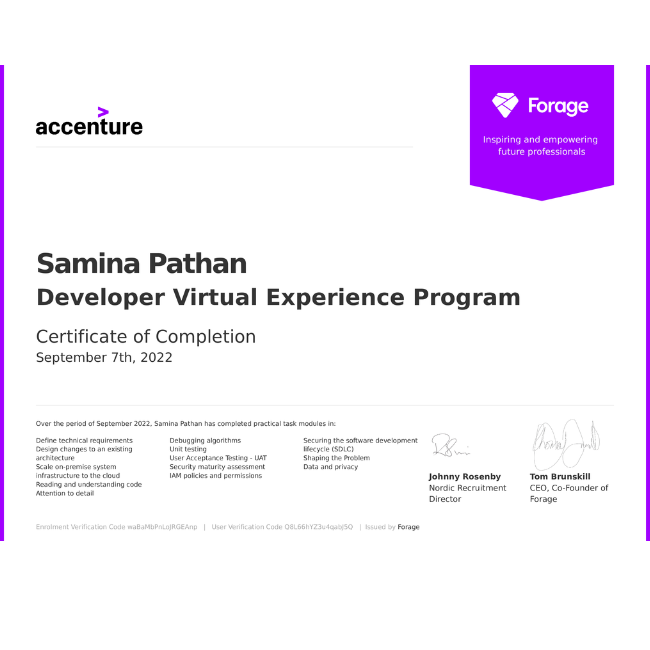 accenture
Forage
Inspiring and empowering
future professionals
Samina Pathan
Developer Virtual Experience Program
Certificate of Completion
September 7th, 2022
Over the period of September 2022, Samina Pathan has completed practical task modules in:
Define technical requirements
Design changes to an existing
architecture
Scale on-premise system
infrastructure to the cloud
Reading and understanding code
Attention to detail
Debugging algorithms
Unit testing
User Acceptance Testing - UAT
Security maturity assessment
IAM policies and permissions
Securing the software development
lifecycle (SDLC)
Shaping the Problem
Data and privacy
Johnny Rosenby
Nordic Recruitment
Director
Tom Brunskill
CEO, Co-Founder of
Forage
Enrolment Verification Code | User Verification Code | Issued by Forage